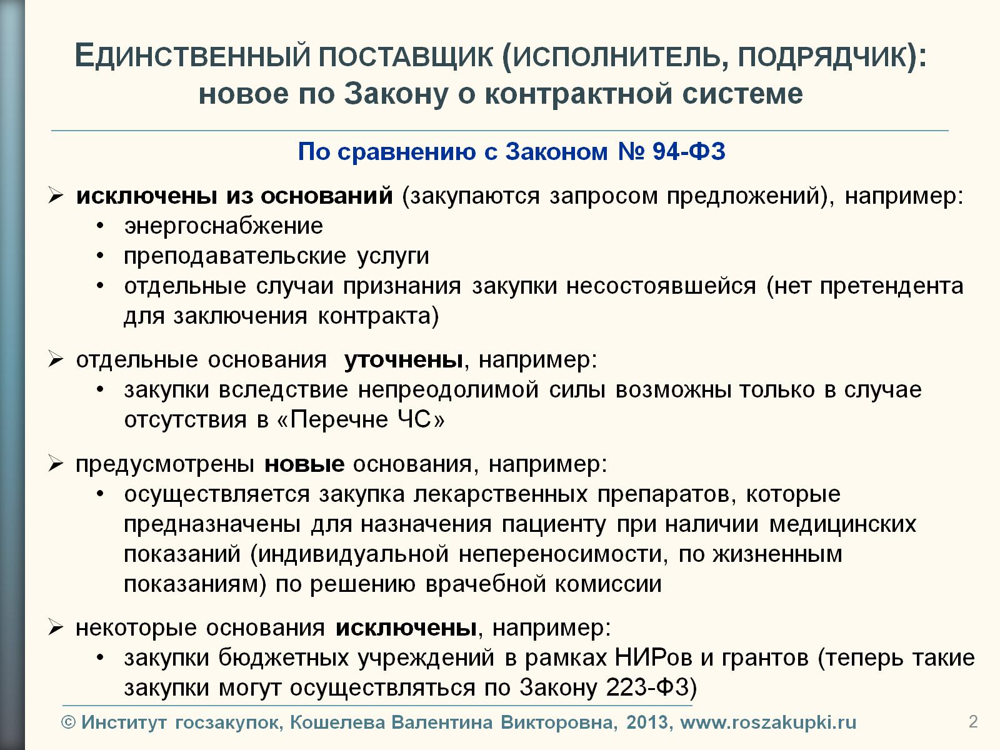 ЕДИНСТВЕННЫЙ ПОСТАВЩИК (ИСПОЛНИТЕЛЬ, ПОДРЯДЧИК):
новое по Закону о контрактной системе
По сравнению с Законом № 94-ФЗ
➢ исключены из оснований (закупаются запросом предложений), например:
• энергоснабжение
• преподавательские услуги
• отдельные случаи признания закупки несостоявшейся (нет претендента
для заключения контракта)
➢ отдельные основания уточнены, например:
• закупки вследствие непреодолимой силы возможны только в случае
отсутствия в «Перечне ЧС»
➢ предусмотрены новые основания, например:
• осуществляется закупка лекарственных препаратов, которые
предназначены для назначения пациенту при наличии медицинских
показаний (индивидуальной непереносимости, по жизненным
показаниям) по решению врачебной комиссии
➢ некоторые основания исключены, например:
• закупки бюджетных учреждений в рамках НИРов и грантов (теперь такие
закупки могут осуществляться по Закону 223-ФЗ)
© Институт госзакупок, Кошелева Валентина Викторовна, 2013, www.roszakupki.ru
2